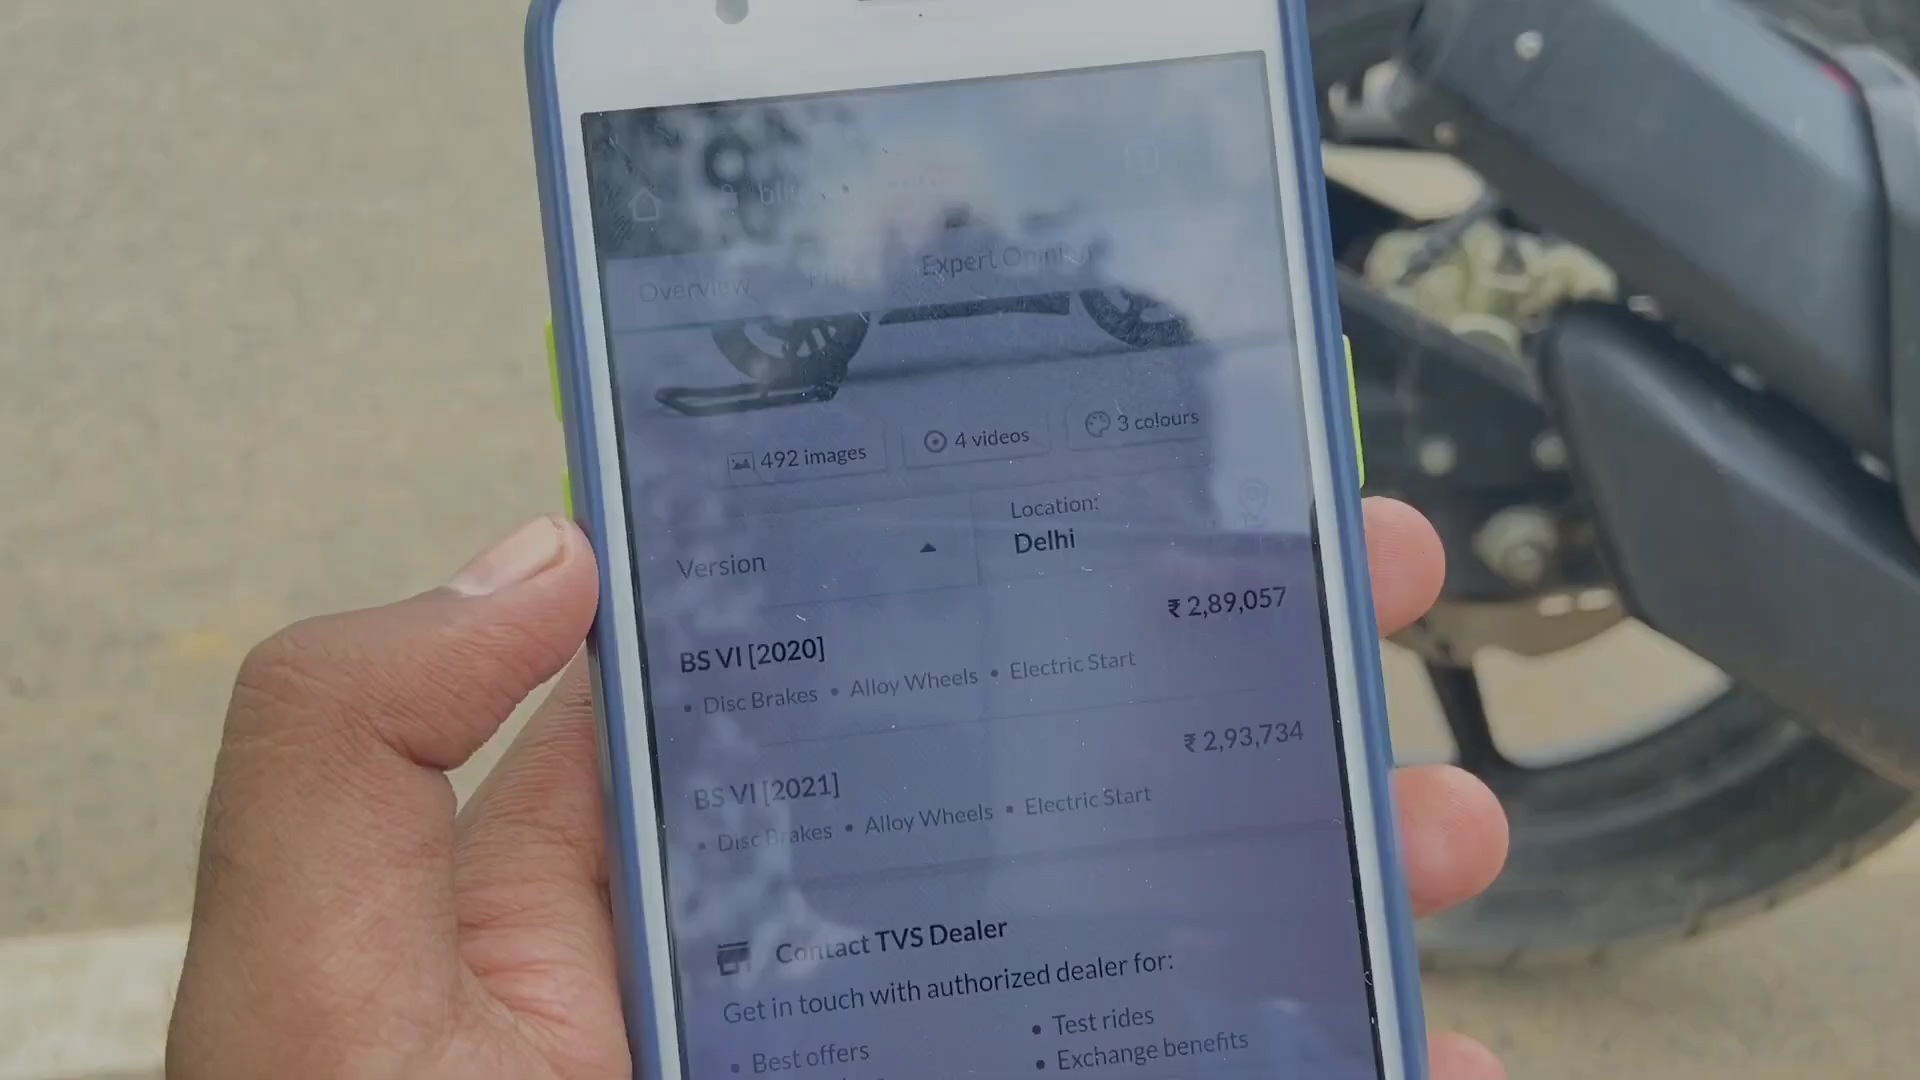 Overview
Expert Opini
492 images
4 videos
3 colours
Version
Location:
Delhi
₹ 2,89,057
BS VI [2020]
• Disc Brakes • Alloy Wheels • Electric Start
₹ 2,93,734
BS VI [2021]
• Disc Brakes • Alloy Wheels • Electric Start
Contact TVS Dealer
Get in touch with authorized dealer for:
• Best offers
• Test rides
• Exchange benefits